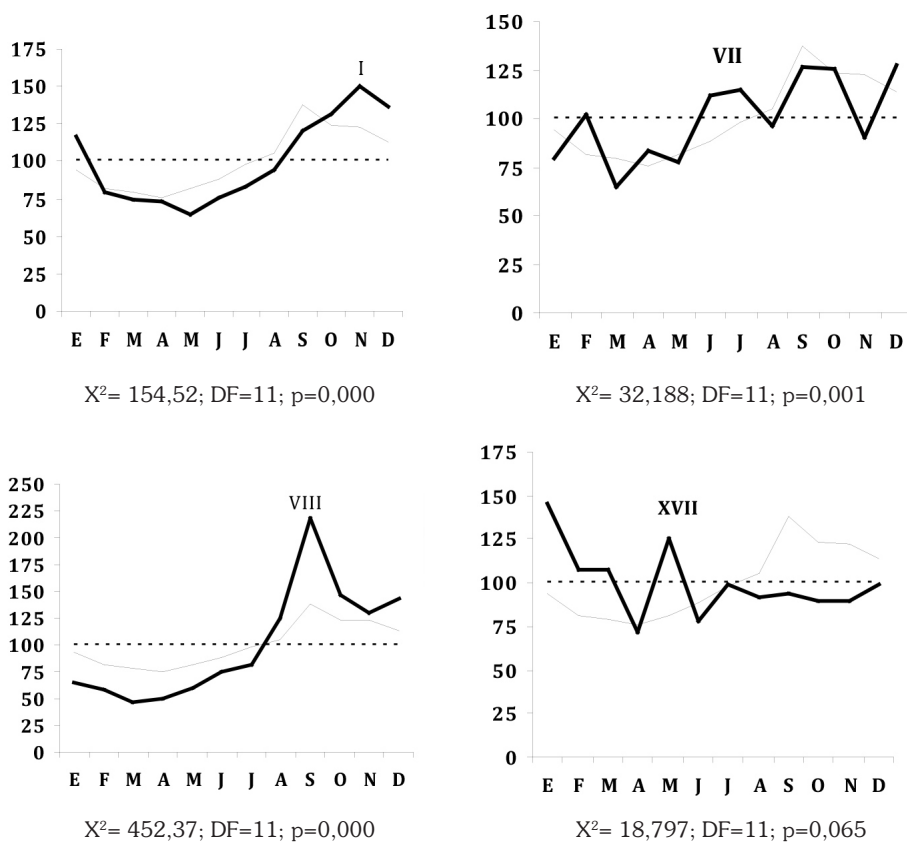 175
150
125
100
75
50
25
0
I
E F M A M J J A S O N D
X²= 154,52; DF=11; p=0,000
150
125
100
75
50
25
0
VII
E F M A M J J A S O N D
X²= 32,188; DF=11; p=0,001
250
225
200
175
150
125
100
75
50
25
0
VIII
E F M A M J J A S O N D
X²= 452,37; DF=11; p=0,000
175
150
125
100
75
50
25
0
XVII
E F M A M J J A S O N D
X²= 18,797; DF=11; p=0,065